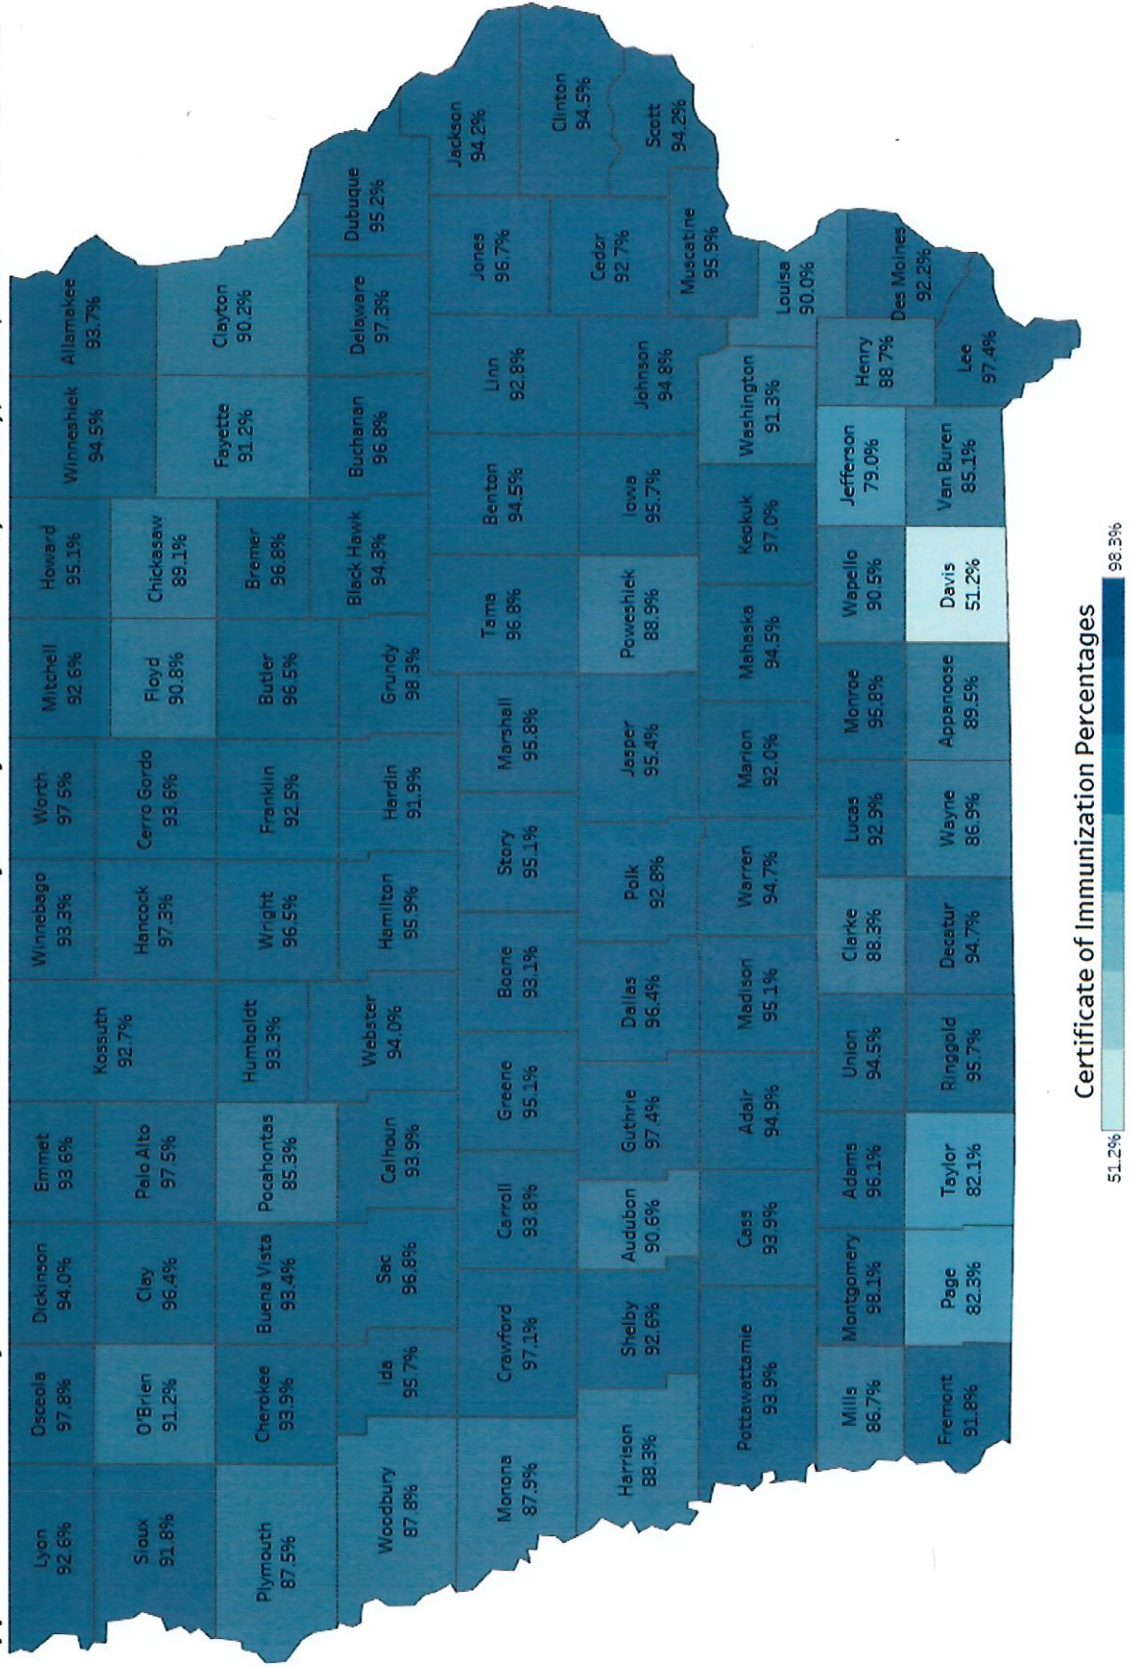 Lyon
92.6%
Osceola
97.8%
Dickinson
94.0%
Emmet
93.6%
Kossuth
92.7%
Winnebago
93.3%
Worth
97.5%
Mitchell
92.6%
Howard
95.1%
Winneshiek
94.5%
Allamakee
93.7%
Sioux
91.8%
O'Brien
91.2%
Clay
96.4%
Palo Alto
97.5%
Hancock
97.3%
Cerro Gordo
93.6%
Floyd
90.8%
Chickasaw
89.1%
Fayette
91.2%
Clayton
90.2%
Plymouth
87.5%
Cherokee
93.9%
Buena Vista
93.4%
Pocahontas
85.3%
Humboldt
93.3%
Wright
96.5%
Franklin
92.5%
Butler
96.5%
Bremer
96.8%
Woodbury
87.8%
Ida
95.7%
Sac
96.8%
Calhoun
93.9%
Webster
94.0%
Hamilton
95.9%
Hardin
91.9%
Grundy
98.3%
Black Hawk
94.3%
Buchanan
96.8%
Delaware
97.3%
Dubuque
95.2%
Monona
87.9%
Crawford
97.1%
Carroll
93.8%
Greene
95.1%
Boone
93.1%
Story
95.1%
Marshall
95.8%
Tama
96.8%
Benton
94.5%
Linn
92.8%
Jones
96.7%
Jackson
94.2%
Clinton
94.5%
Harrison
88.3%
Shelby
92.6%
Audubon
90.6%
Guthrie
97.4%
Dallas
96.4%
Polk
92.8%
Jasper
95.4%
Poweshiek
88.9%
Iowa
95.7%
Johnson
94.8%
Cedar
92.7%
Scott
94.2%
Muscatine
95.9%
Pottawattamie
93.9%
Cass
93.9%
Adair
94.9%
Madison
95.1%
Warren
94.7%
Marion
92.0%
Mahaska
94.5%
Keokuk
97.0%
Washington
91.3%
Louisa
90.0%
Mills
86.7%
Montgomery
98.1%
Adams
96.1%
Union
94.5%
Clarke
88.3%
Lucas
92.9%
Monroe
95.8%
Wapello
90.5%
Jefferson
79.0%
Henry
88.7%
Des Moines
92.2%
Fremont
91.8%
Page
82.3%
Taylor
82.1%
Ringgold
95.7%
Decatur
94.7%
Wayne
86.9%
Appanoose
89.5%
Davis
51.2%
Van Buren
85.1%
Lee
97.4%
Certificate of Immunization Percentages
51.2%
98.3%